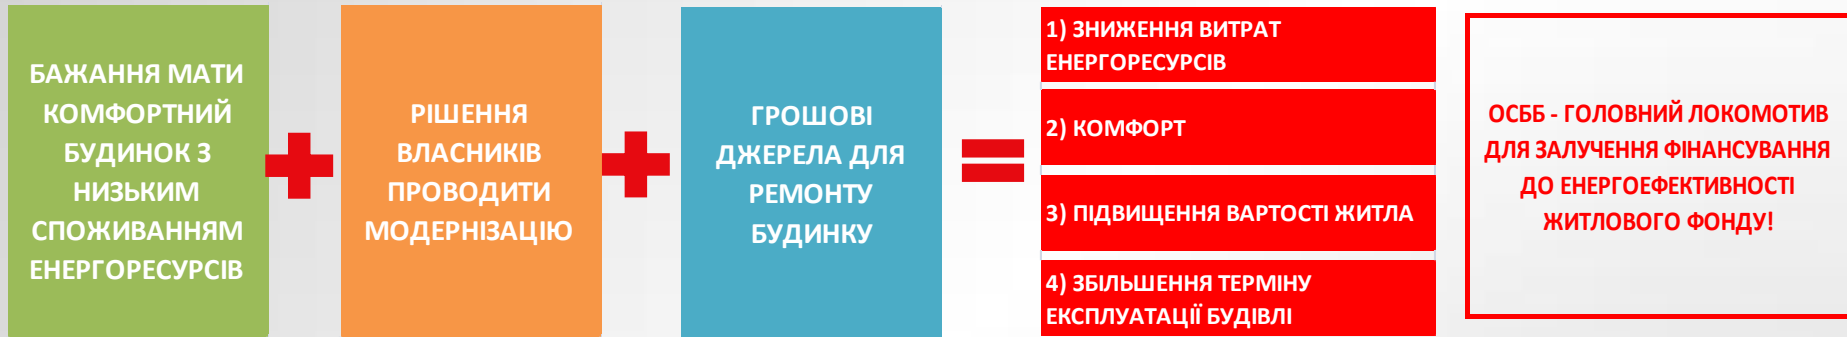 БАЖАННЯ МАТИ
КОМФОРТНИЙ
БУДИНОК З
НИЗЬКИМ
СПОЖИВАННЯМ
ЕНЕРГОРЕСУРСІВ
РІШЕННЯ
ВЛАСНИКІВ
ПРОВОДИТИ
МОДЕРНІЗАЦІЮ
ГРОШОВІ
ДЖЕРЕЛА ДЛЯ
РЕМОНТУ
БУДИНКУ
1) ЗНИЖЕННЯ ВИТРАТ
ЕНЕРГОРЕСУРСІВ
2) КОМФОРТ
3) ПІДВИЩЕННЯ ВАРТОСТІ ЖИТЛА
4) ЗБІЛЬШЕННЯ ТЕРМІНУ
ЕКСПЛУАТАЦІЇ БУДІВЛІ
ОСББ - ГОЛОВНИЙ ЛОКОМОТИВ
ДЛЯ ЗАЛУЧЕННЯ ФІНАНСУВАННЯ
ДО ЕНЕРГОЕФЕКТИВНОСТІ
ЖИТЛОВОГО ФОНДУ!